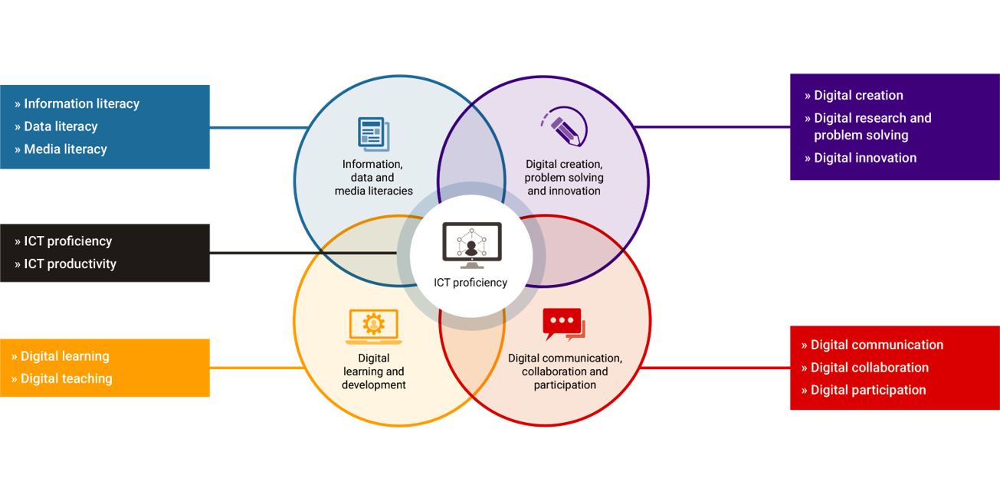 » Information literacy
» Data literacy
» Media literacy
» ICT proficiency
» ICT productivity
» Digital learning
» Digital teaching
Information,
data and
media literacies
Digital creation,
problem solving
and innovation
ICT proficiency
Digital
learning and
development
Digital communication,
collaboration and
participation
» Digital creation
» Digital research and
problem solving
» Digital innovation
» Digital communication
» Digital collaboration
» Digital participation